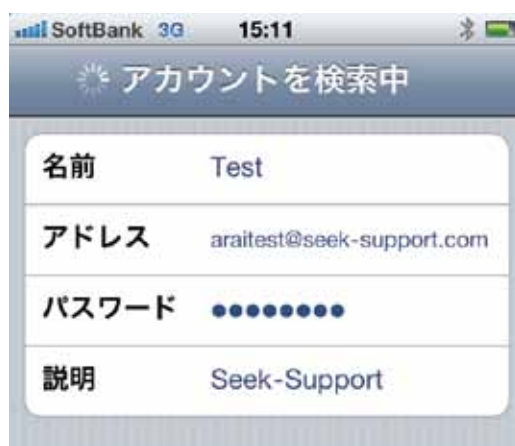 SoftBank 3G 15:11
アカウントを検索中
名前 Test
アドレス araitest@seek-support.com
パスワード ●●●●●●●●
説明 Seek-Support